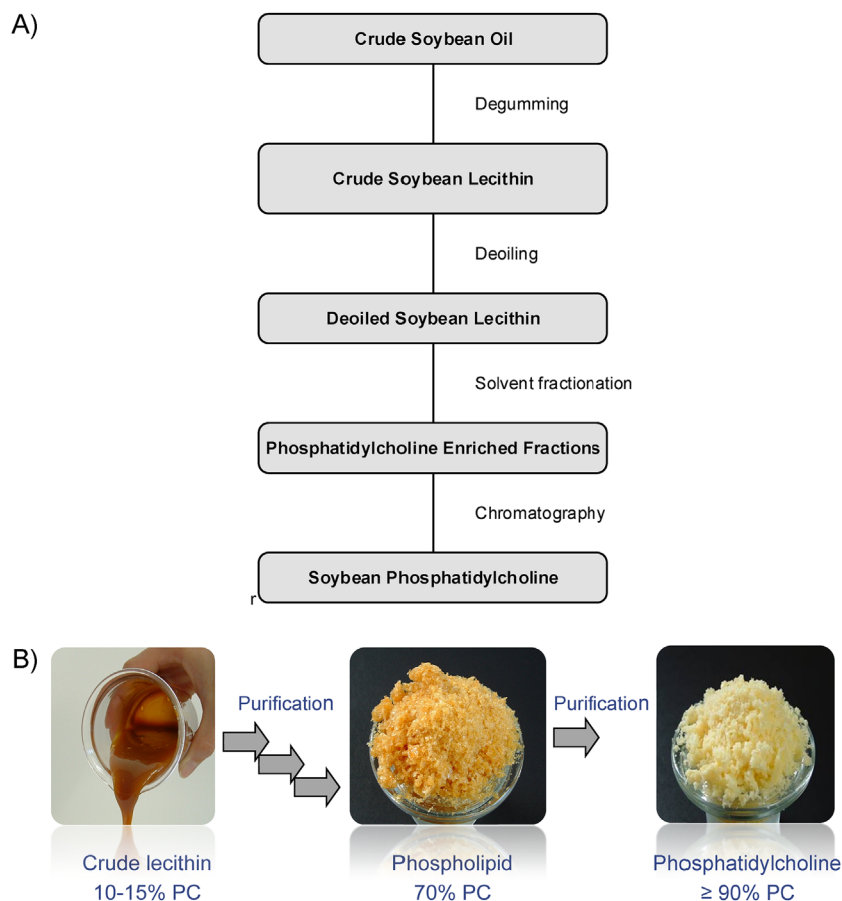 A)
Crude Soybean Oil
Degumming
Crude Soybean Lecithin
Deoiling
Deoiled Soybean Lecithin
Solvent fractionation
Phosphatidylcholine Enriched Fractions
Chromatography
Soybean Phosphatidylcholine
r
B)
Purification
Purification
Crude lecithin
10-15% PC
Phospholipid
70% PC
Phosphatidylcholine
≥ 90% PC